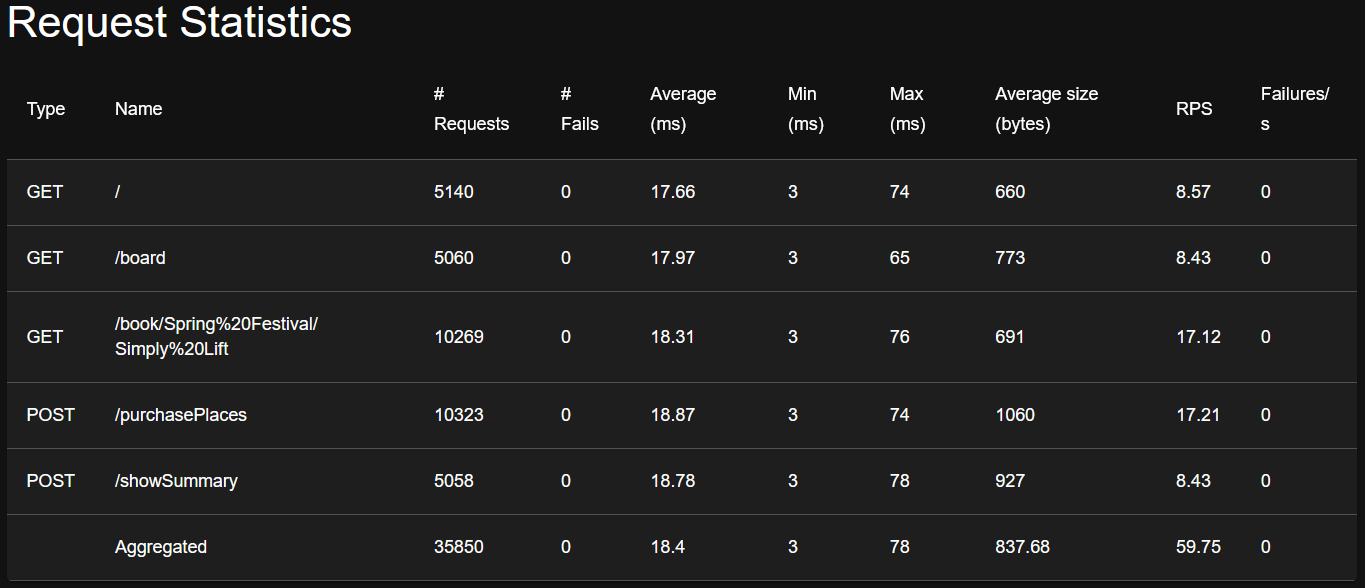 Request Statistics
Type Name # Requests # Fails Average (ms) Min (ms) Max (ms) Average size (bytes) RPS Failures/s
GET / 5140 0 17.66 3 74 660 8.57 0
GET /board 5060 0 17.97 3 65 773 8.43 0
GET /book/Spring%20Festival/Simply%20Lift 10269 0 18.31 3 76 691 17.12 0
POST /purchasePlaces 10323 0 18.87 3 74 1060 17.21 0
POST /showSummary 5058 0 18.78 3 78 927 8.43 0
Aggregated 35850 0 18.4 3 78 837.68 59.75 0